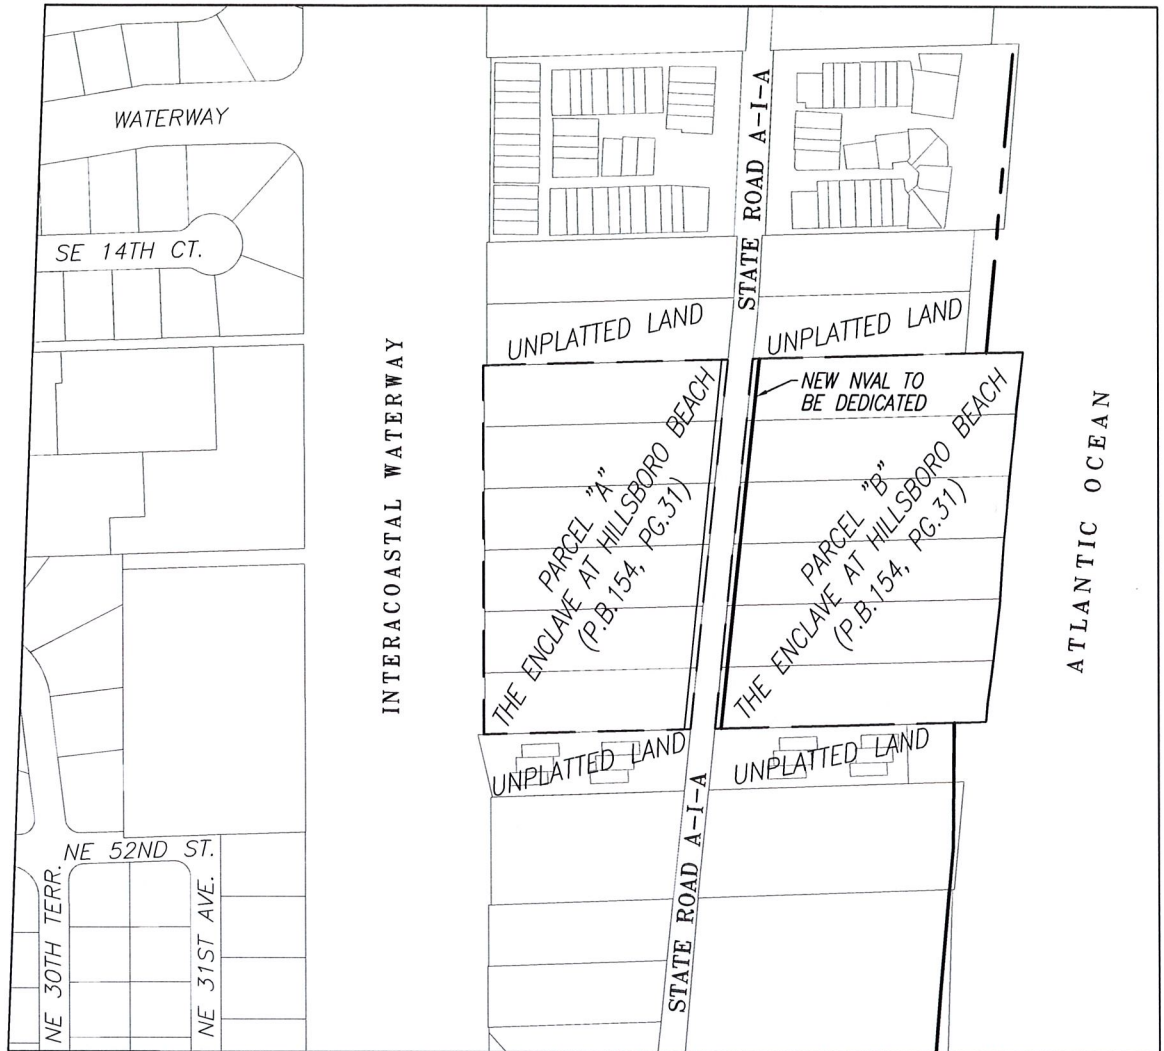 WATERWAY
SE 14TH CT.
STATE ROAD A-1-A
UNPLATTED LAND
UNPLATTED LAND
NEW NVAL TO
BE DEDICATED
INTERACOASTAL WATERWAY
PARCEL "A"
THE ENCLAVE AT HILLSBORO BEACH
(P.B.154, PG.31)
PARCEL "B"
THE ENCLAVE AT HILLSBORO BEACH
(P.B.154, PG.31)
ATLANTIC OCEAN
UNPLATTED LAND
UNPLATTED LAND
STATE ROAD A-1-A
NE 52ND ST.
NE 30TH TERR.
NE 31ST AVE.